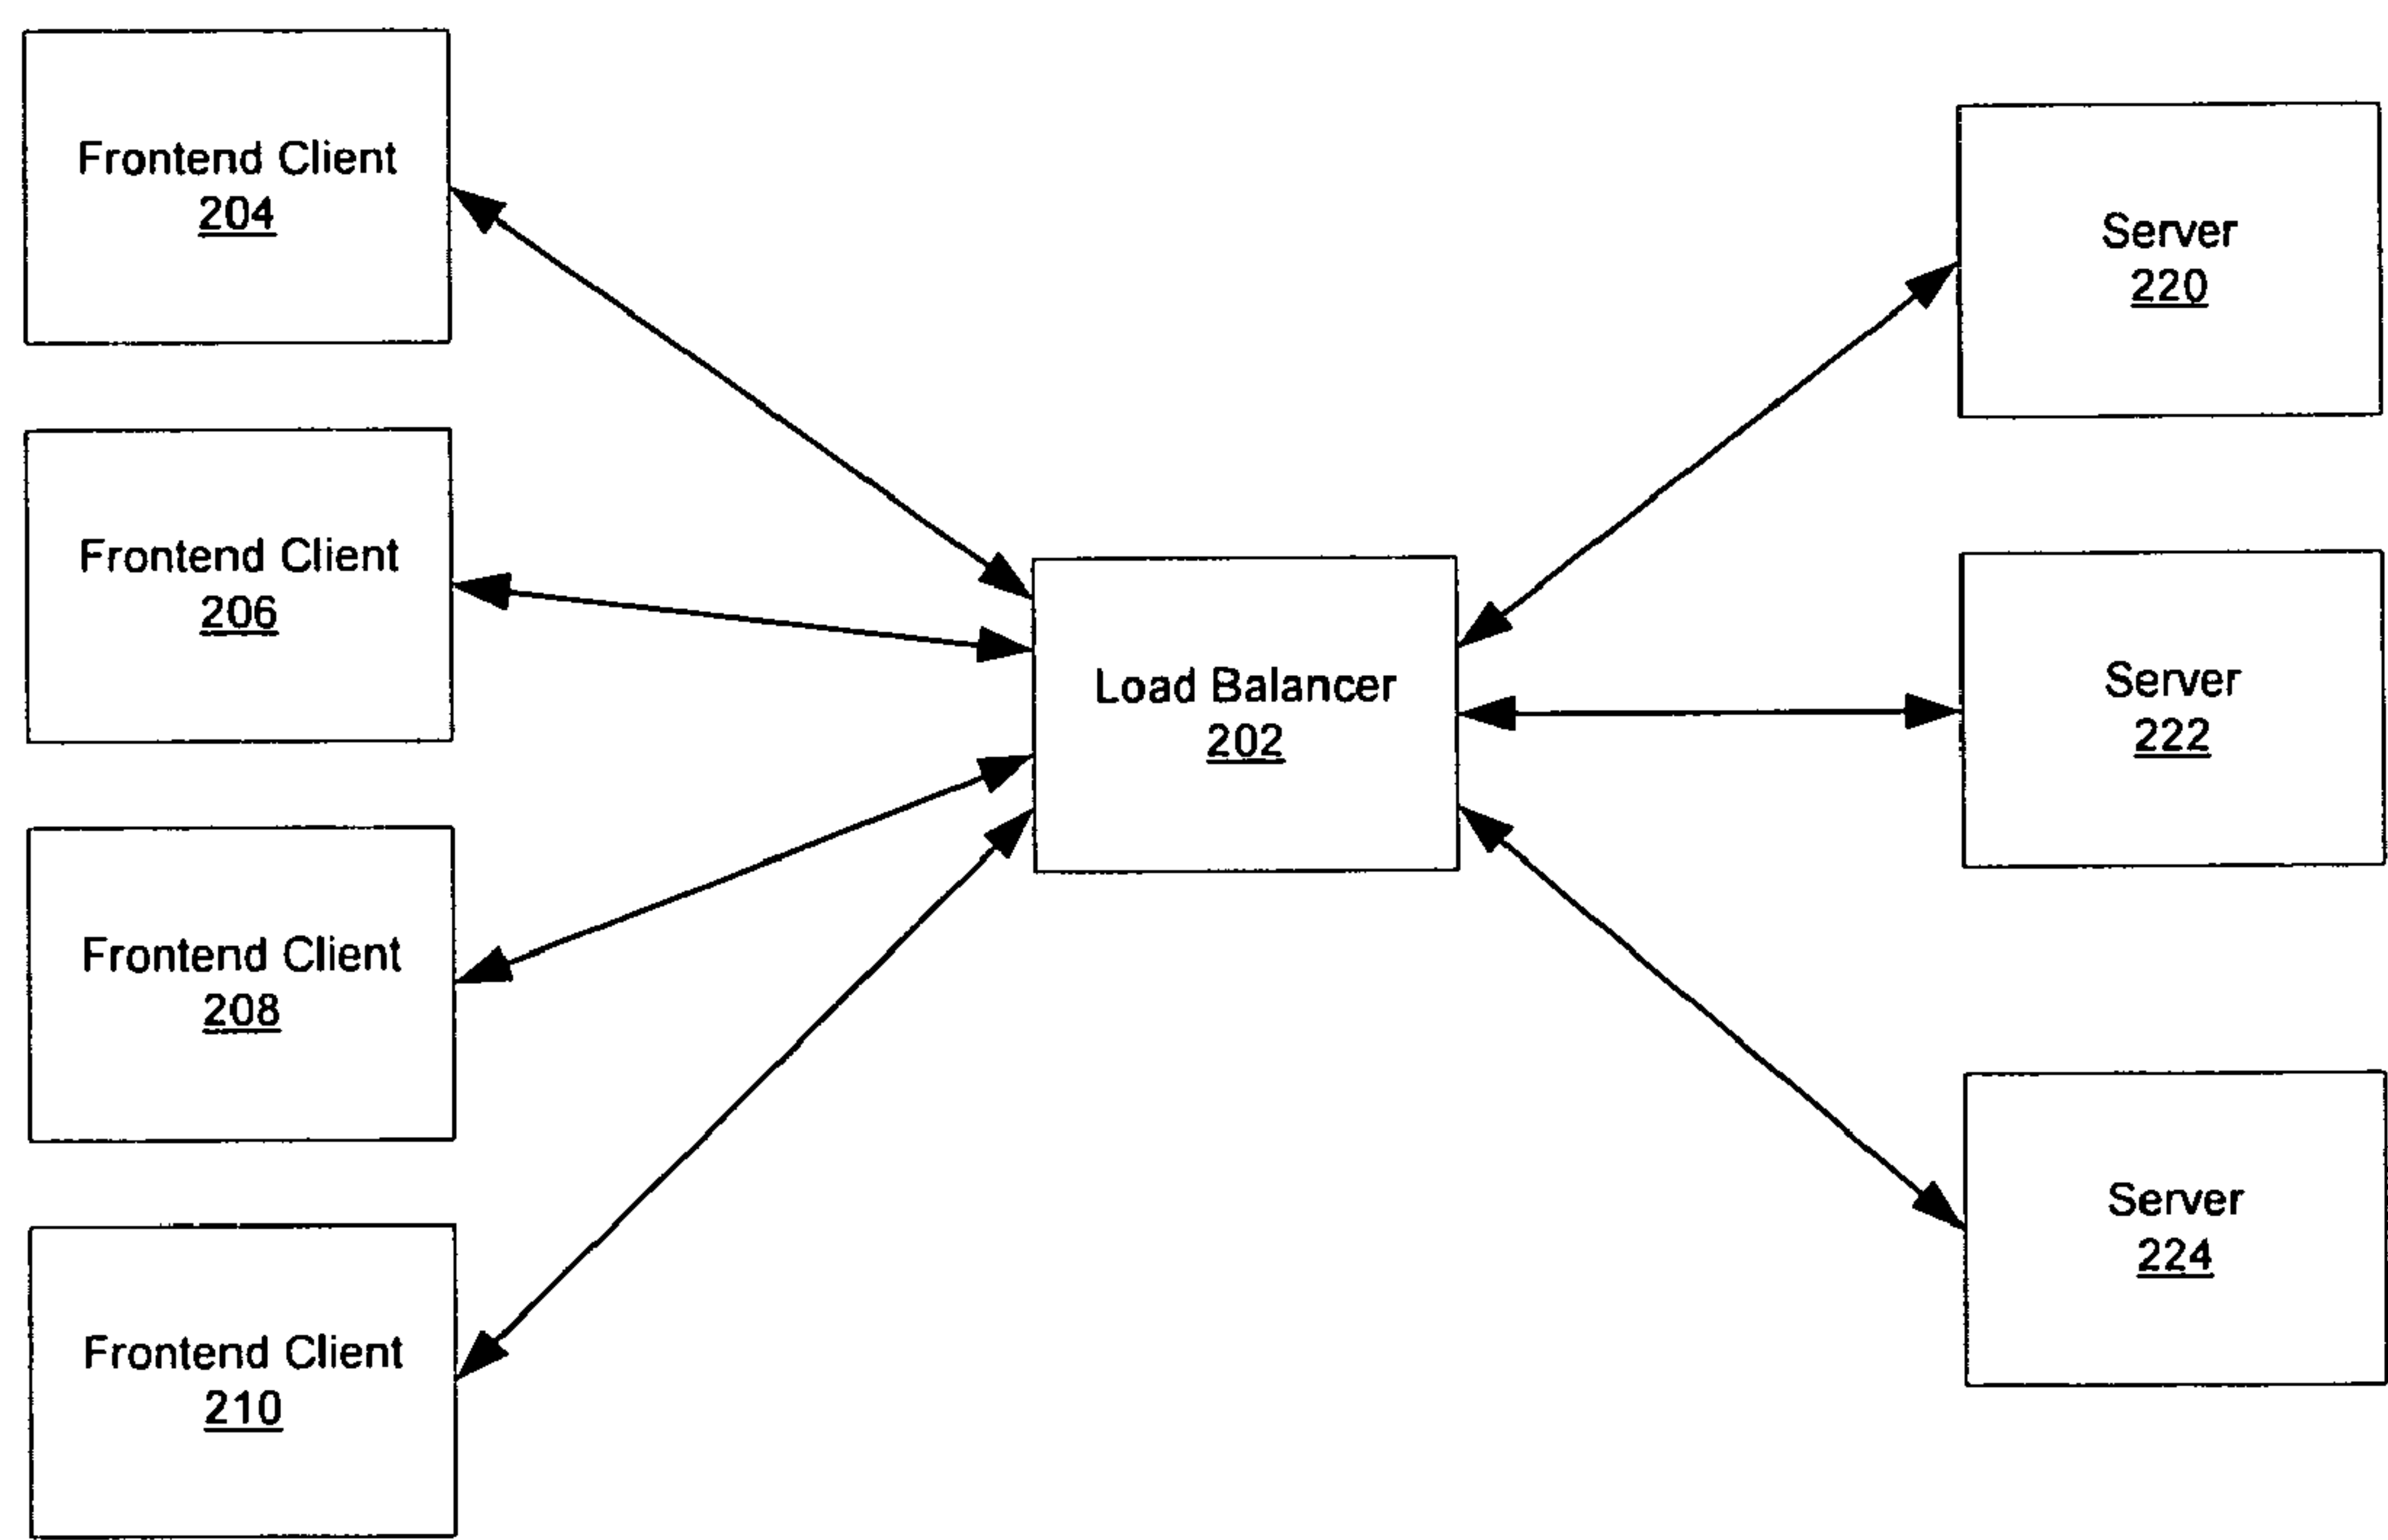 Frontend Client
204
Frontend Client
206
Frontend Client
208
Frontend Client
210
Load Balancer
202
Server
220
Server
222
Server
224